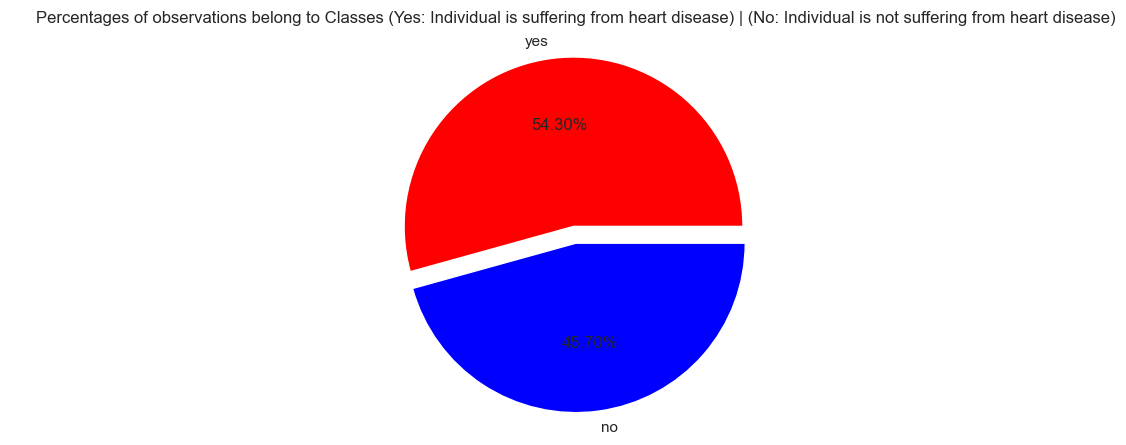 Percentages of observations belong to Classes (Yes: Individual is suffering from heart disease) | (No: Individual is not suffering from heart disease)
yes
54.30%
45.70%
no